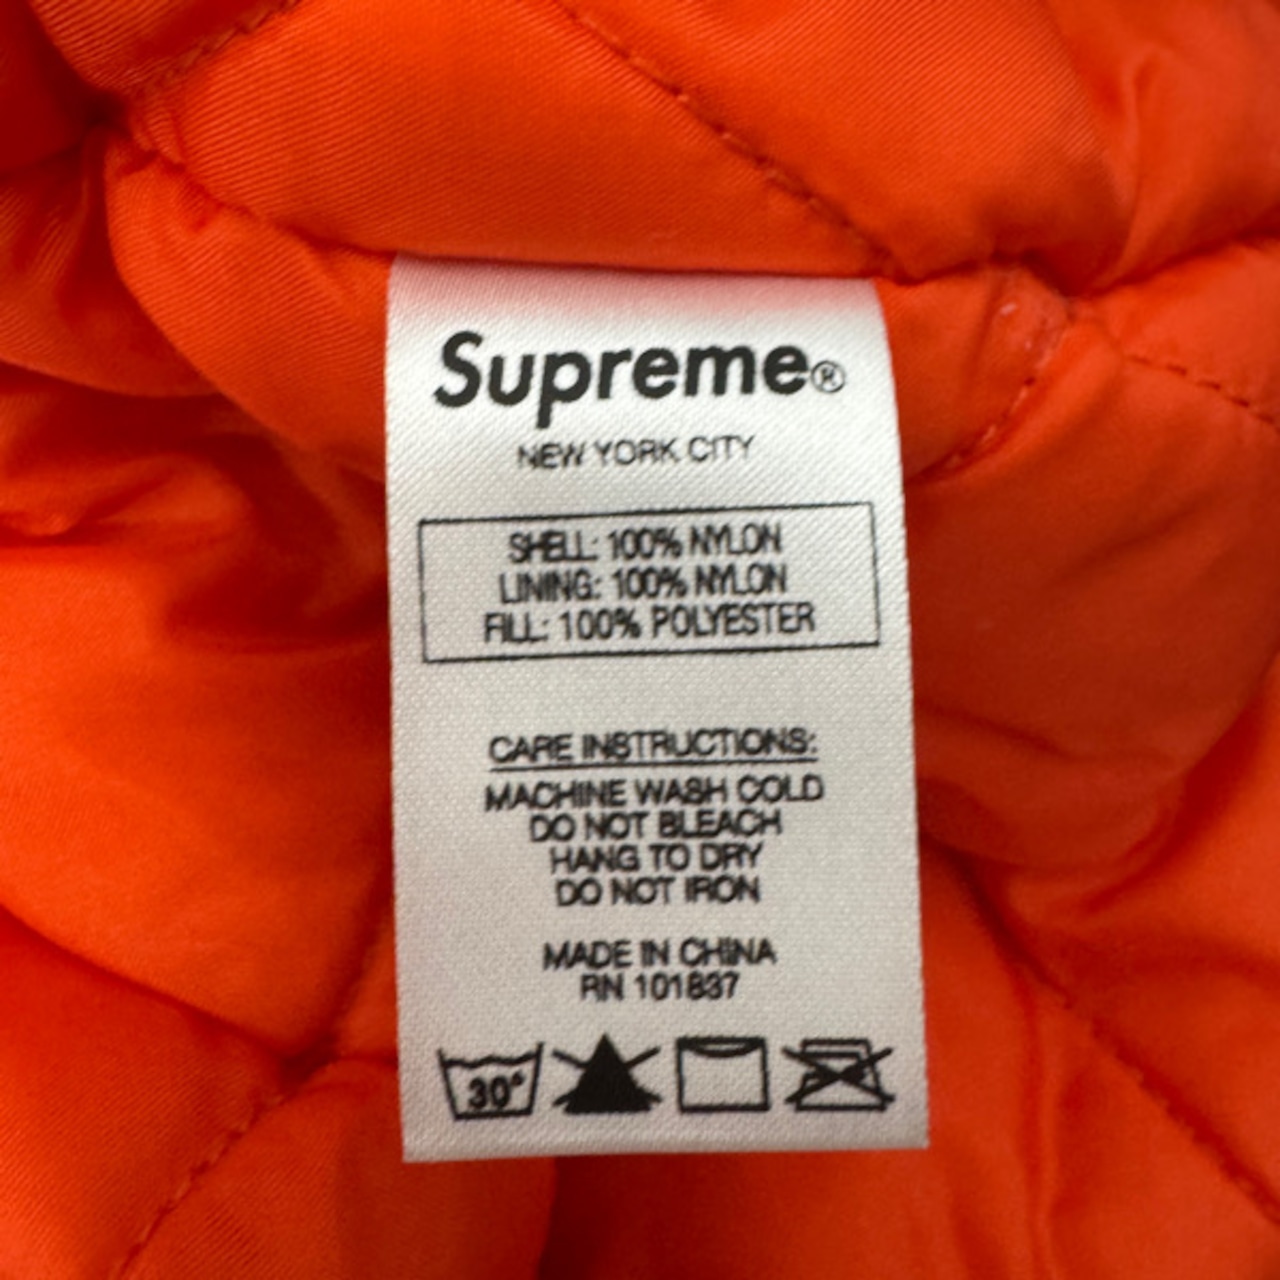 Supreme®
NEW YORK CITY
SHELL: 100% NYLON
LINING: 100% NYLON
FILL: 100% POLYESTER
CARE INSTRUCTIONS:
MACHINE WASH COLD
DO NOT BLEACH
HANG TO DRY
DO NOT IRON
MADE IN CHINA
RN 101837
30°